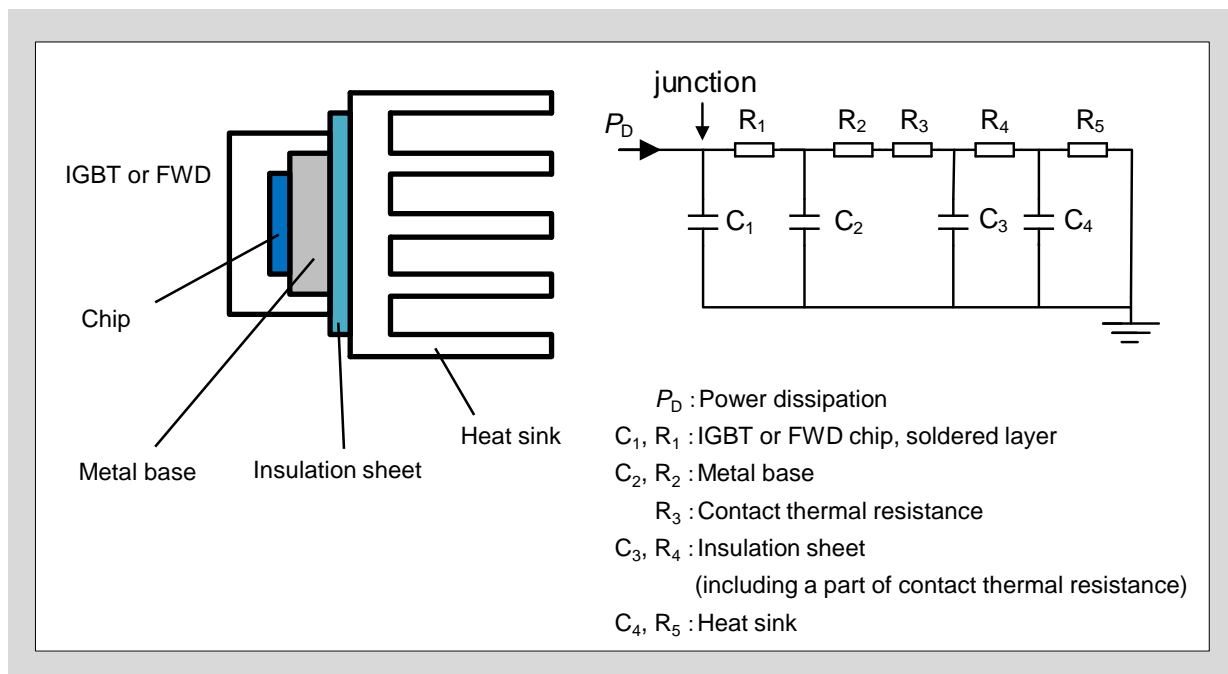 IGBT or FWD
Chip
Metal base
Insulation sheet
Heat sink
junction
P_D
R₁
R₂
R₃
R₄
R₅
C₁
C₂
C₃
C₄
P_D : Power dissipation
C₁, R₁ : IGBT or FWD chip, soldered layer
C₂, R₂ : Metal base
R₃ : Contact thermal resistance
C₃, R₄ : Insulation sheet
(including a part of contact thermal resistance)
C₄, R₅ : Heat sink